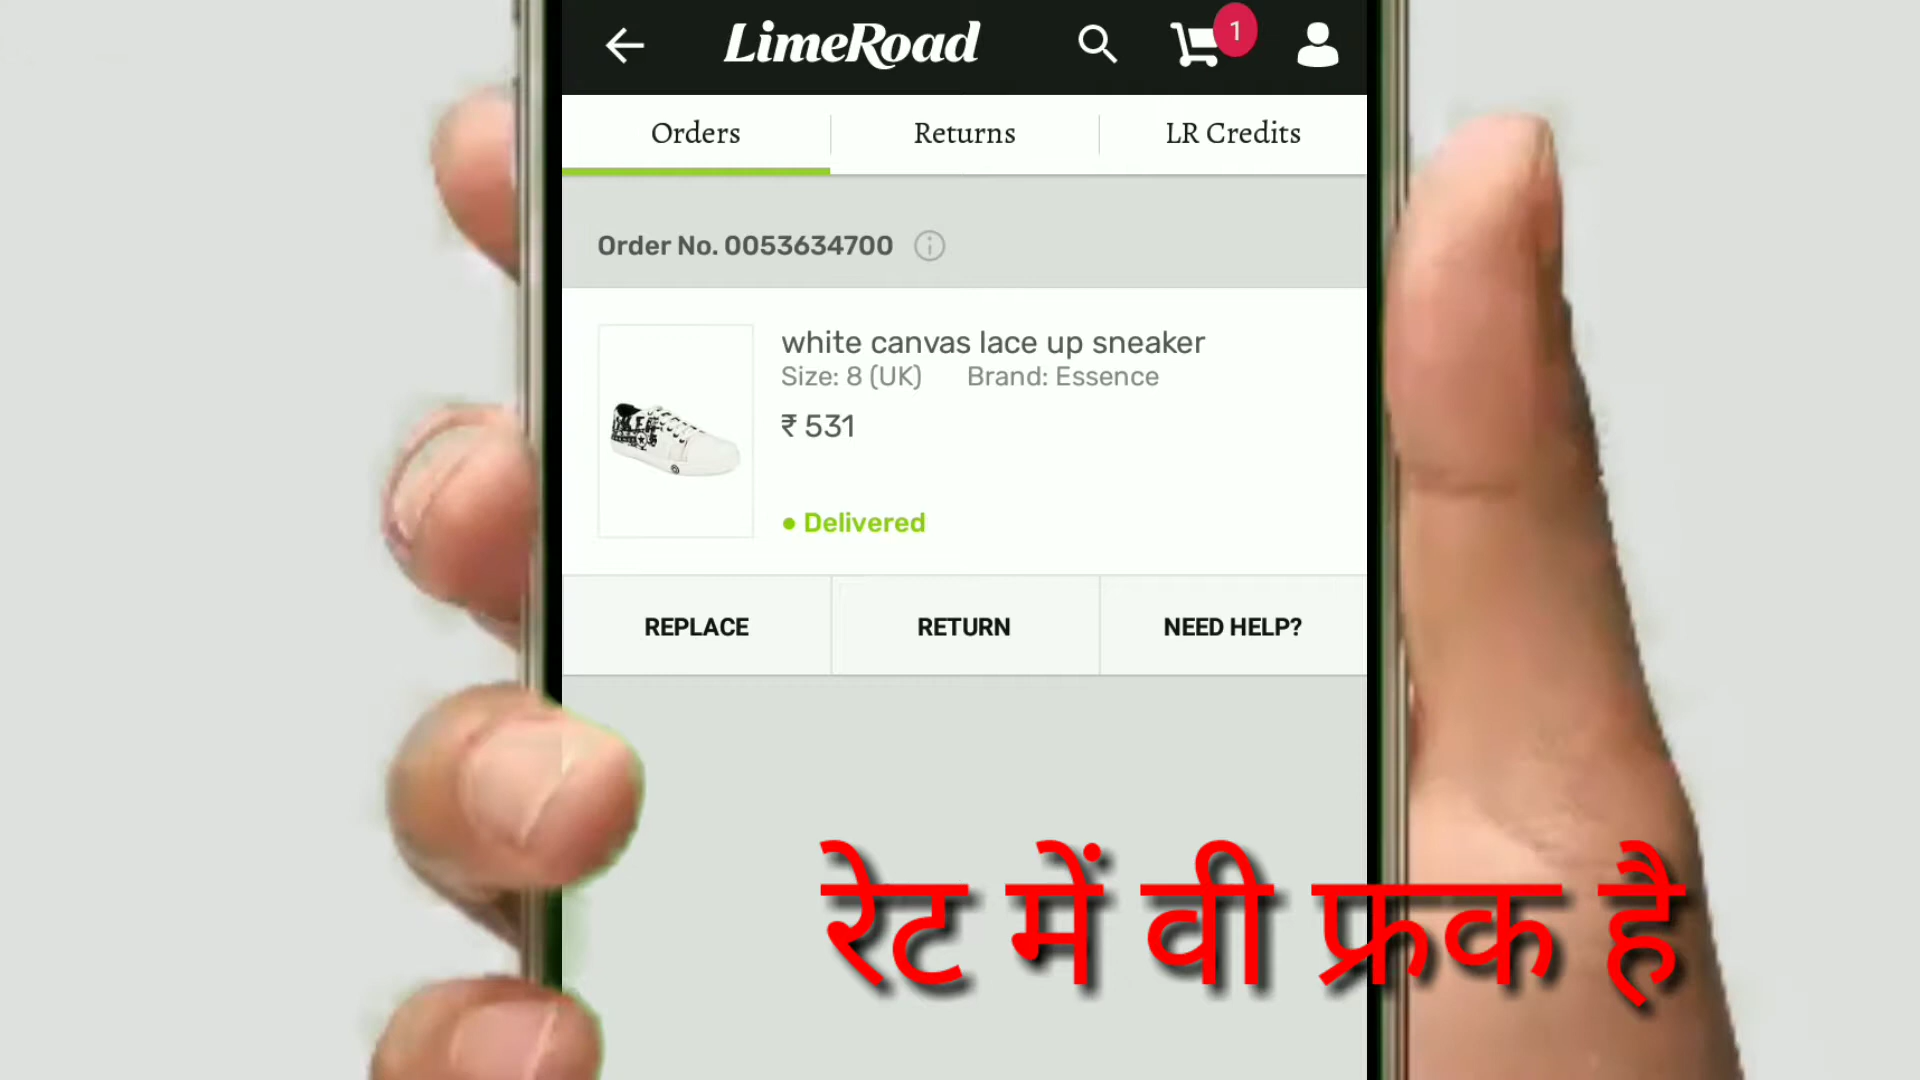 LimeRoad
1
Orders
Returns
LR Credits
Order No. 0053634700
white canvas lace up sneaker
Size: 8 (UK) Brand: Essence
₹ 531
Delivered
REPLACE
RETURN
NEED HELP?
रेट में वी फ्रक है